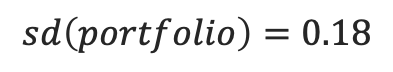 sd(portfolio) = 0.18